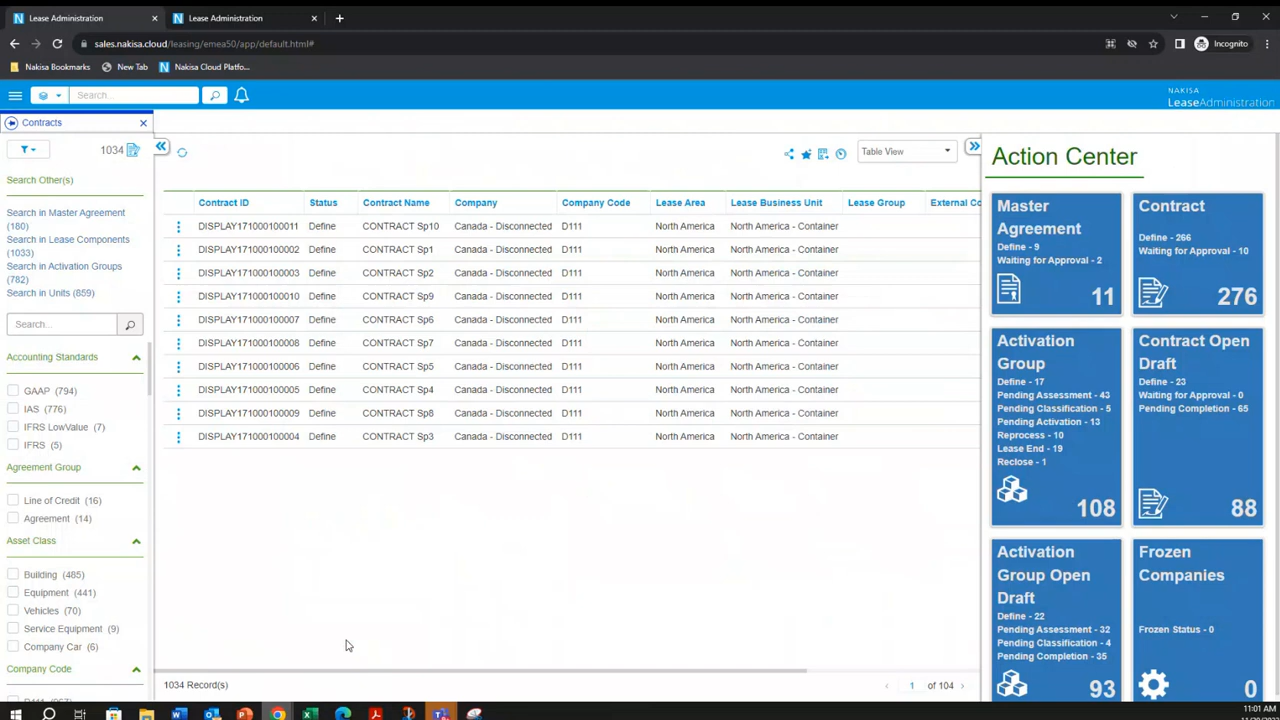 Lease Administration
Lease Administration
sales.nakisa.cloud/leasing/emea50/app/default.html#
Incognito
Nakisa Bookmarks
New Tab
Nakisa Cloud Platfo...
Search...
NAKISA
LeaseAdministration
Contracts
1034
Search Other(s)
Search in Master Agreement
(180)
Search in Lease Components
(1033)
Search in Activation Groups
(782)
Search in Units (859)
Search...
Accounting Standards
GAAP (794)
IAS (776)
IFRS LowValue (7)
IFRS (5)
Agreement Group
Line of Credit (16)
Agreement (14)
Asset Class
Building (485)
Equipment (441)
Vehicles (70)
Service Equipment (9)
Company Car (6)
Company Code
Table View
Contract ID Status Contract Name Company Company Code Lease Area Lease Business Unit Lease Group External Co
DISPLAY171000100011 Define CONTRACT Sp10 Canada - Disconnected D111 North America North America - Container
DISPLAY171000100002 Define CONTRACT Sp1 Canada - Disconnected D111 North America North America - Container
DISPLAY171000100003 Define CONTRACT Sp2 Canada - Disconnected D111 North America North America - Container
DISPLAY171000100010 Define CONTRACT Sp9 Canada - Disconnected D111 North America North America - Container
DISPLAY171000100007 Define CONTRACT Sp6 Canada - Disconnected D111 North America North America - Container
DISPLAY171000100008 Define CONTRACT Sp7 Canada - Disconnected D111 North America North America - Container
DISPLAY171000100006 Define CONTRACT Sp5 Canada - Disconnected D111 North America North America - Container
DISPLAY171000100005 Define CONTRACT Sp4 Canada - Disconnected D111 North America North America - Container
DISPLAY171000100009 Define CONTRACT Sp8 Canada - Disconnected D111 North America North America - Container
DISPLAY171000100004 Define CONTRACT Sp3 Canada - Disconnected D111 North America North America - Container
1034 Record(s)
1 of 104
Action Center
Master
Agreement
Define - 9
Waiting for Approval - 2
11
Contract
Define - 266
Waiting for Approval - 10
276
Activation
Group
Define - 17
Pending Assessment - 43
Pending Classification - 5
Pending Activation - 13
Reprocess - 10
Lease End - 19
Reclose - 1
108
Contract Open
Draft
Define - 23
Waiting for Approval - 0
Pending Completion - 65
88
Activation
Group Open
Draft
Define - 22
Pending Assessment - 32
Pending Classification - 4
Pending Completion - 35
93
Frozen
Companies
Frozen Status - 0
0
11:01 AM